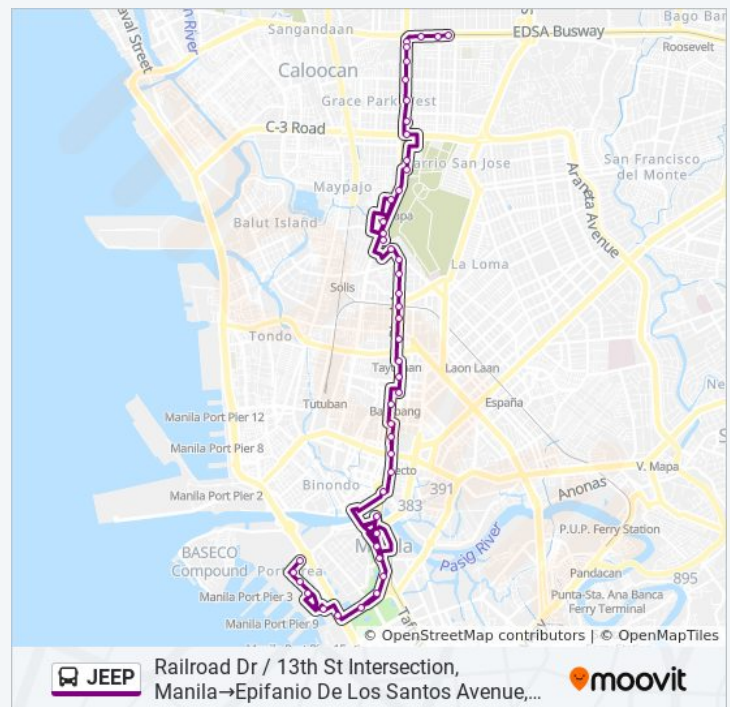 Sangandaan
EDSA Busway
Bago
Roosevelt
Caloocan
Grace Park
C-3 Road
San Jose
San Francisco
del Monte
Araneta Avenue
Maypajo
Balut Island
La Loma
Solis
Tondo
Laon Laan
Tutuban
España
Manila Port Pier 12
Manila Port Pier 8
Manila Port Pier 2
Binondo
391
383
V. Mapa
Anonas
P.U.P. Ferry Station
Pasig River
BASECO
Compound
Pandacan
895
Manila Port Pier 3
Punta-Sta. Ana Banca
Ferry Terminal
Manila Port Pier 9
© OpenStreetMap contributors | © OpenMapTiles
JEEP
Railroad Dr / 13th St Intersection,
Manila→Epifanio De Los Santos Avenue,…
moovit